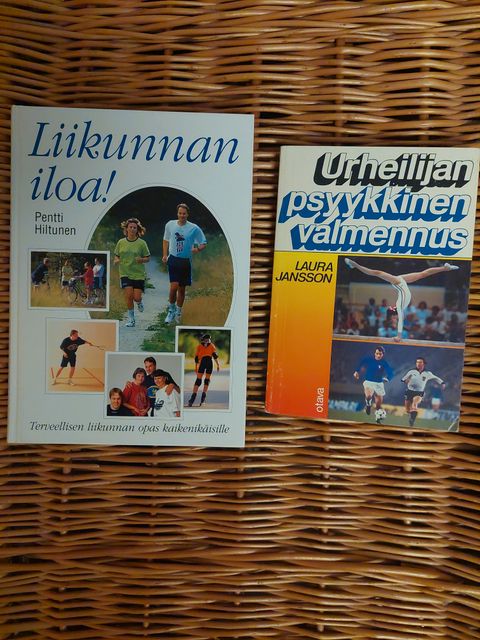 Liikunnan
iloa!
Pentti
Hiltunen
Terveellisen liikunnan opas kaikenikäisille
Urheilijan
psyykkinen
valmennus
LAURA
JANSSON
otava